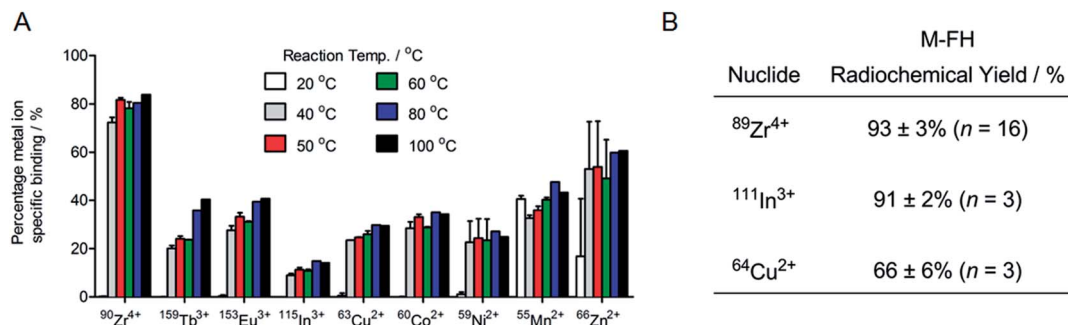 A
Percentage metal ion
specific binding / %
100
80
60
40
20
0
Reaction Temp. / °C
20 °C
40 °C
50 °C
60 °C
80 °C
100 °C
⁹⁰Zr⁴⁺ ¹⁵⁹Tb³⁺ ¹⁵³Eu³⁺ ¹¹⁵In³⁺ ⁶³Cu²⁺ ⁶⁰Co²⁺ ⁵⁹Ni²⁺ ⁵⁵Mn²⁺ ⁶⁶Zn²⁺
B
M-FH
Nuclide Radiochemical Yield / %
⁸⁹Zr⁴⁺ 93 ± 3% (n = 16)
¹¹¹In³⁺ 91 ± 2% (n = 3)
⁶⁴Cu²⁺ 66 ± 6% (n = 3)